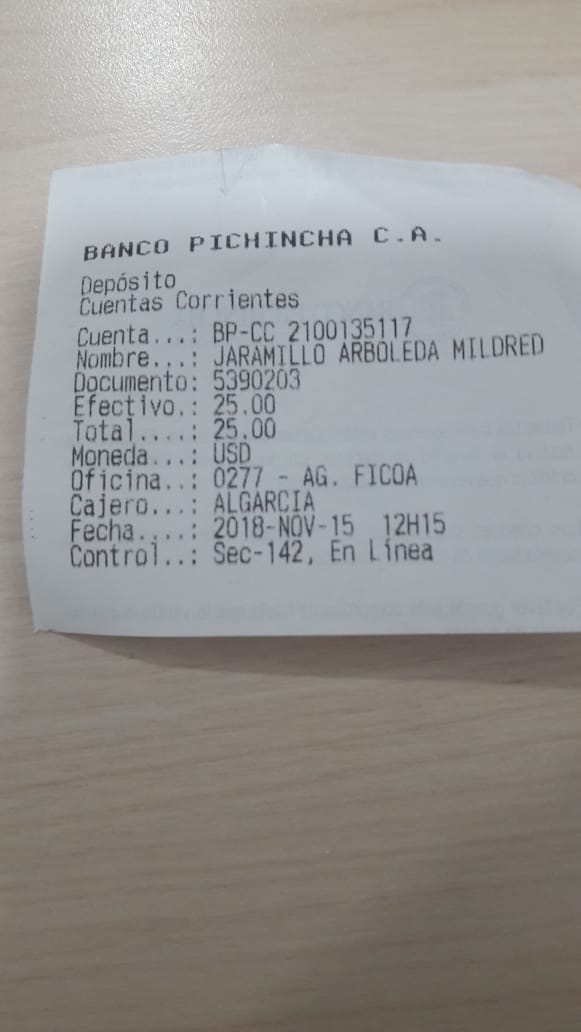 BANCO PICHINCHA C.A.
Depósito
Cuentas Corrientes
Cuenta...: BP-CC 2100135117
Nombre...: JARAMILLO ARBOLEDA MILDRED
Documento: 5390203
Efectivo.: 25.00
Total....: 25.00
Moneda...: USD
Oficina..: 0277 - AG. FICOA
Cajero...: ALGARCIA
Fecha....: 2018-NOV-15  12H15
Control..: Sec-142, En Línea